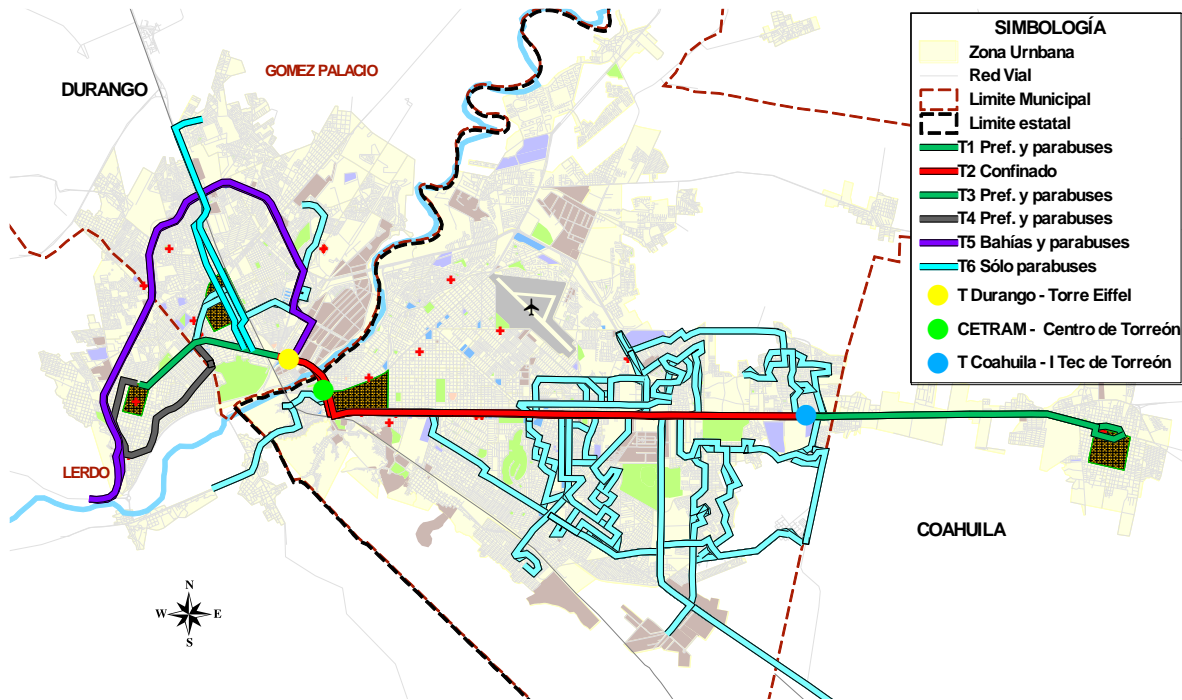 DURANGO
GOMEZ PALACIO
LERDO
COAHUILA
N
W E
S
SIMBOLOGÍA
Zona Urnbana
Red Vial
Limite Municipal
Limite estatal
T1 Pref. y parabuses
T2 Confinado
T3 Pref. y parabuses
T4 Pref. y parabuses
T5 Bahías y parabuses
T6 Sólo parabuses
T Durango - Torre Eiffel
CETRAM - Centro de Torreón
T Coahuila - I Tec de Torreón